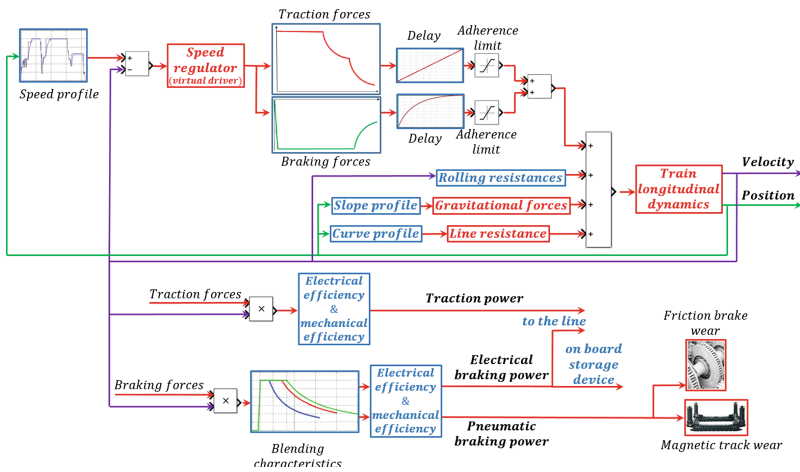 Traction forces
Speed profile
+
−
Speed
regulator
(virtual driver)
Delay
Adherence
limit
+
+
Braking forces
Delay
Adherence
limit
+
+
+
+
Rolling resistances
Slope profile
Gravitational forces
Curve profile
Line resistance
Train
longitudinal
dynamics
Velocity
Position
Traction forces
×
Electrical
efficiency
&
mechanical
efficiency
Traction power
to the line
Braking forces
×
Blending
characteristics
Electrical
efficiency
&
mechanical
efficiency
Electrical
braking power
on board
storage
device
Pneumatic
braking power
Friction brake
wear
Magnetic track wear